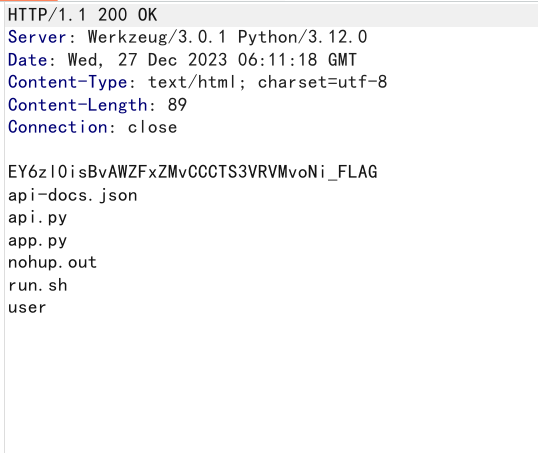 HTTP/1.1 200 OK
Server: Werkzeug/3.0.1 Python/3.12.0
Date: Wed, 27 Dec 2023 06:11:18 GMT
Content-Type: text/html; charset=utf-8
Content-Length: 89
Connection: close
EY6zl0isBvAWZFxZMvCCCTS3VRVMvoNi_FLAG
api-docs.json
api.py
app.py
nohup.out
run.sh
user